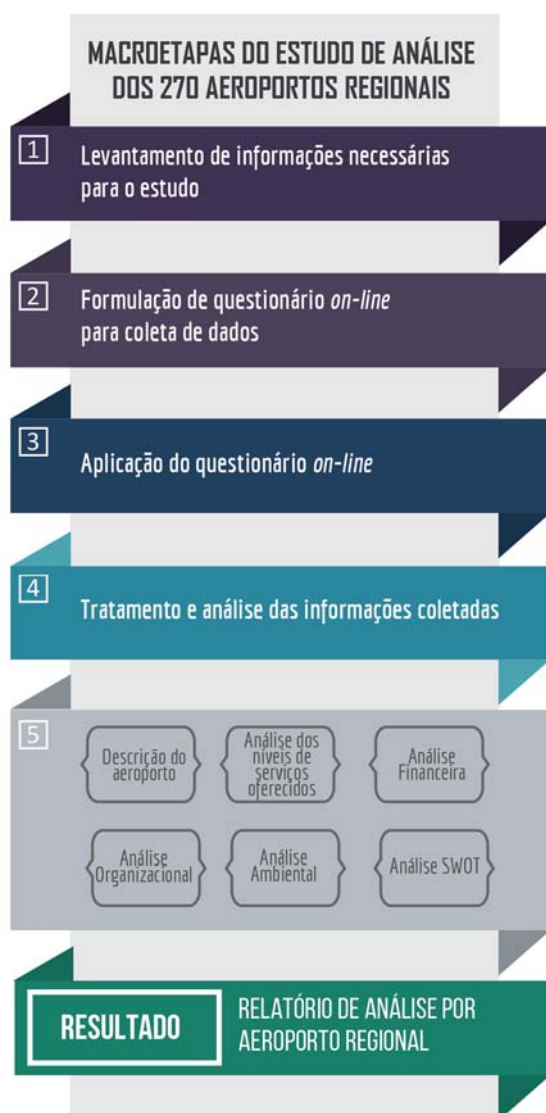 MACROETAPAS DO ESTUDO DE ANÁLISE
DOS 270 AEROPORTOS REGIONAIS
1
Levantamento de informações necessárias
para o estudo
2
Formulação de questionário on-line
para coleta de dados
3
Aplicação do questionário on-line
4
Tratamento e análise das informações coletadas
5
Descrição do
aeroporto
Análise dos
níveis de
serviços
oferecidos
Análise
Financeira
Análise
Organizacional
Análise
Ambiental
Análise SWOT
RESULTADO
RELATÓRIO DE ANÁLISE POR
AEROPORTO REGIONAL